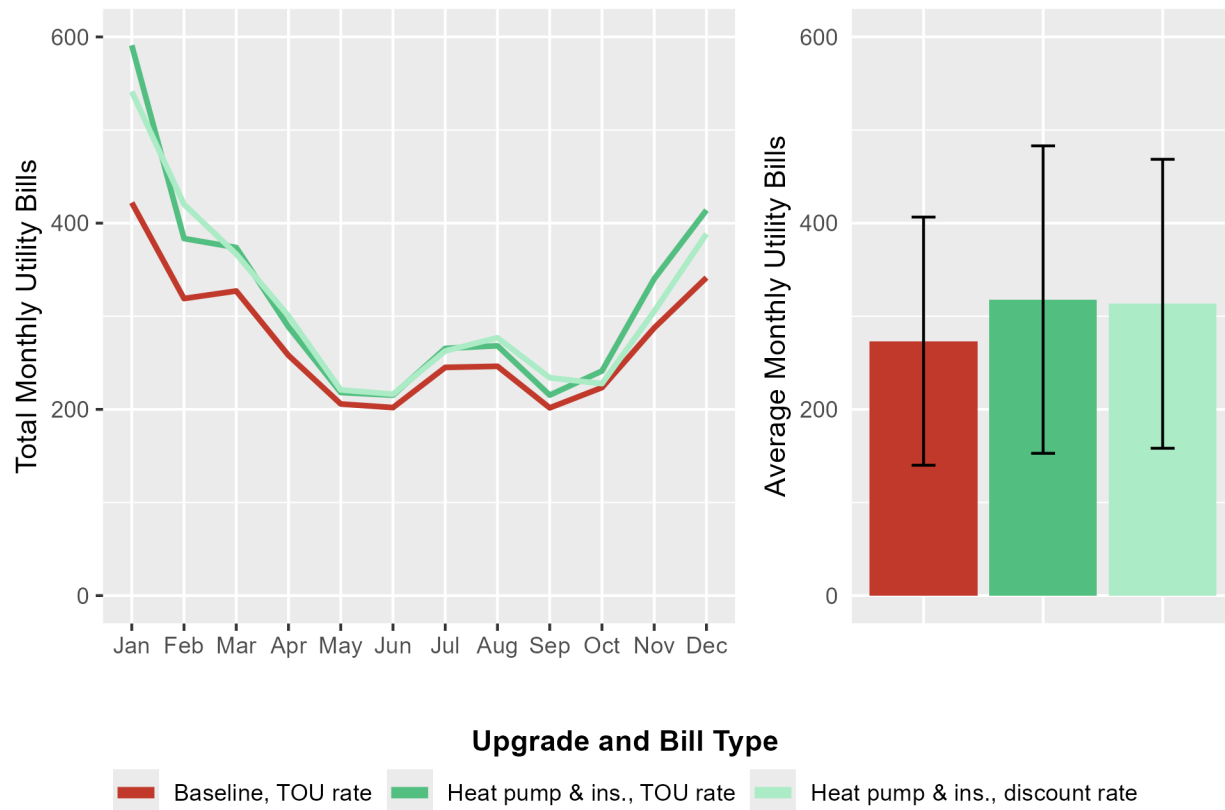 Total Monthly Utility Bills
600
400
200
0
Jan Feb Mar Apr May Jun Jul Aug Sep Oct Nov Dec
Average Monthly Utility Bills
600
400
200
0
Upgrade and Bill Type
Baseline, TOU rate
Heat pump & ins., TOU rate
Heat pump & ins., discount rate